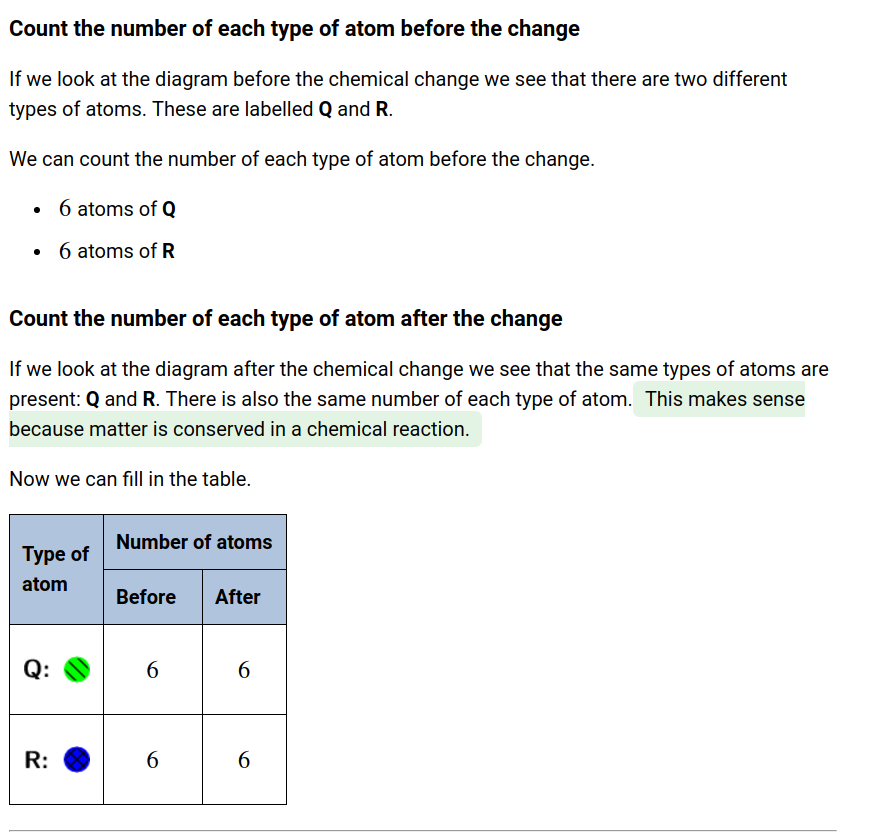 Count the number of each type of atom before the change
If we look at the diagram before the chemical change we see that there are two different
types of atoms. These are labelled Q and R.
We can count the number of each type of atom before the change.
• 6 atoms of Q
• 6 atoms of R
Count the number of each type of atom after the change
If we look at the diagram after the chemical change we see that the same types of atoms are
present: Q and R. There is also the same number of each type of atom. This makes sense
because matter is conserved in a chemical reaction.
Now we can fill in the table.
Type of
atom
Number of atoms
Before After
Q: 6 6
R: 6 6